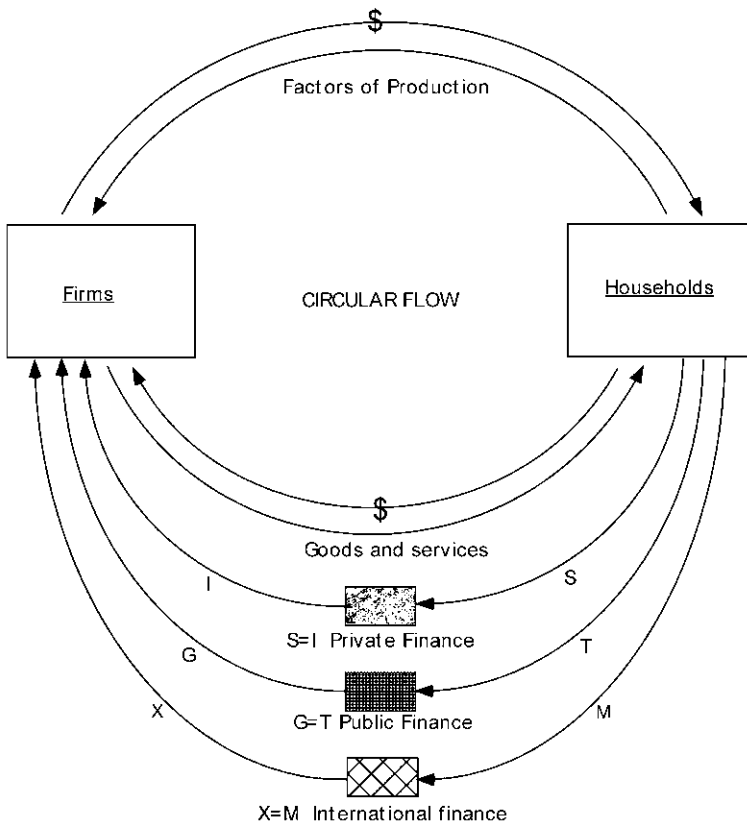 $
Factors of Production
Firms
CIRCULAR FLOW
Households
$
Goods and services
I
S
S=I Private Finance
G
T
G=T Public Finance
X
M
X=M International finance